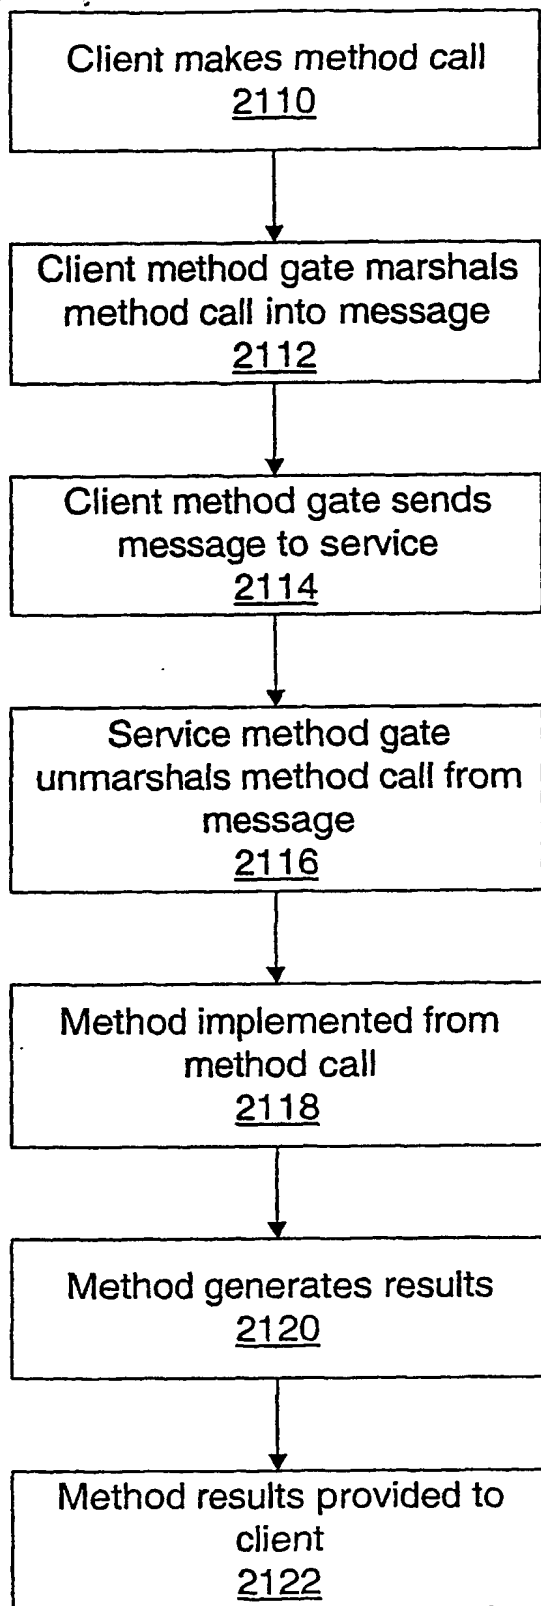 Client makes method call
2110
Client method gate marshals
method call into message
2112
Client method gate sends
message to service
2114
Service method gate
unmarshals method call from
message
2116
Method implemented from
method call
2118
Method generates results
2120
Method results provided to
client
2122